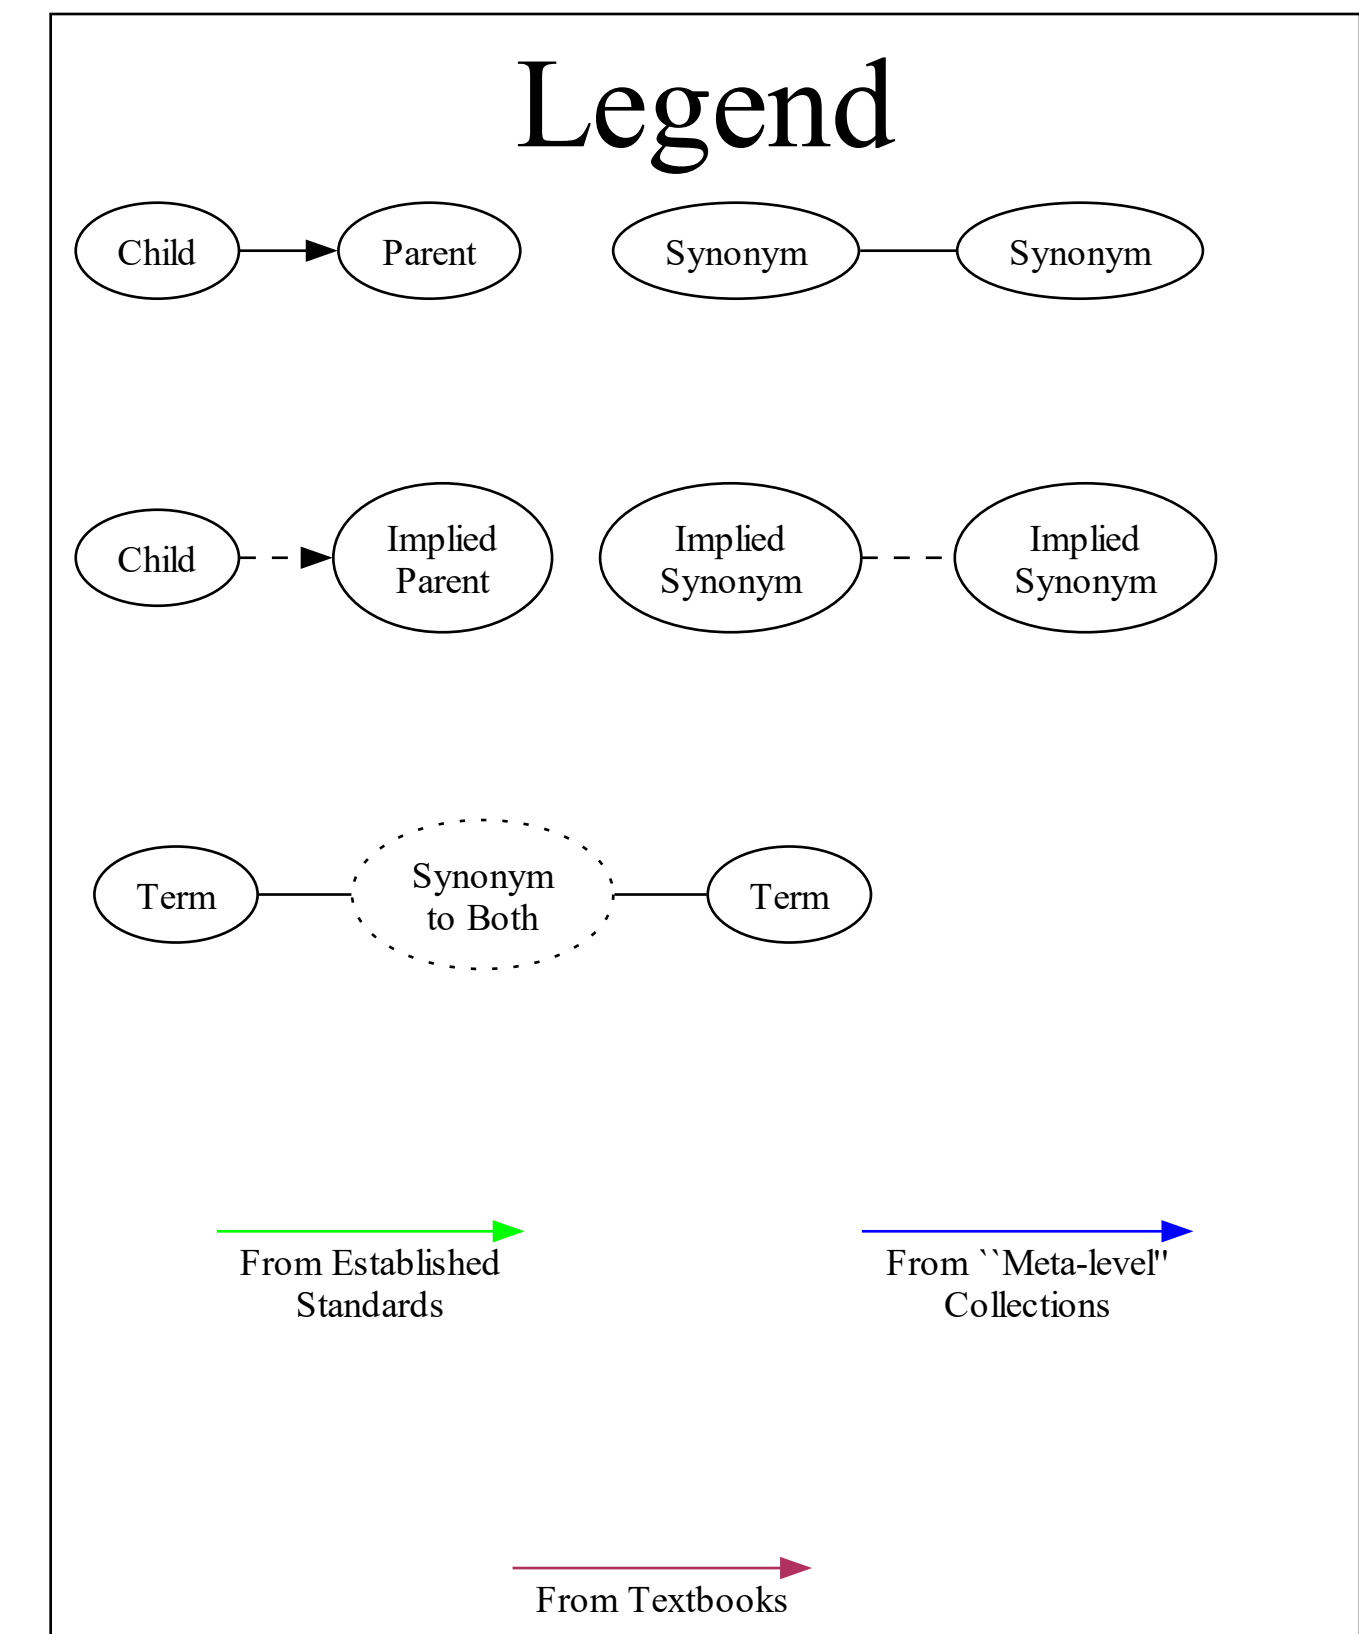 Legend
Child
Parent
Synonym
Synonym
Child
Implied
Parent
Implied
Synonym
Implied
Synonym
Term
Synonym
to Both
Term
From Established
Standards
From ``Meta-level"
Collections
From Textbooks